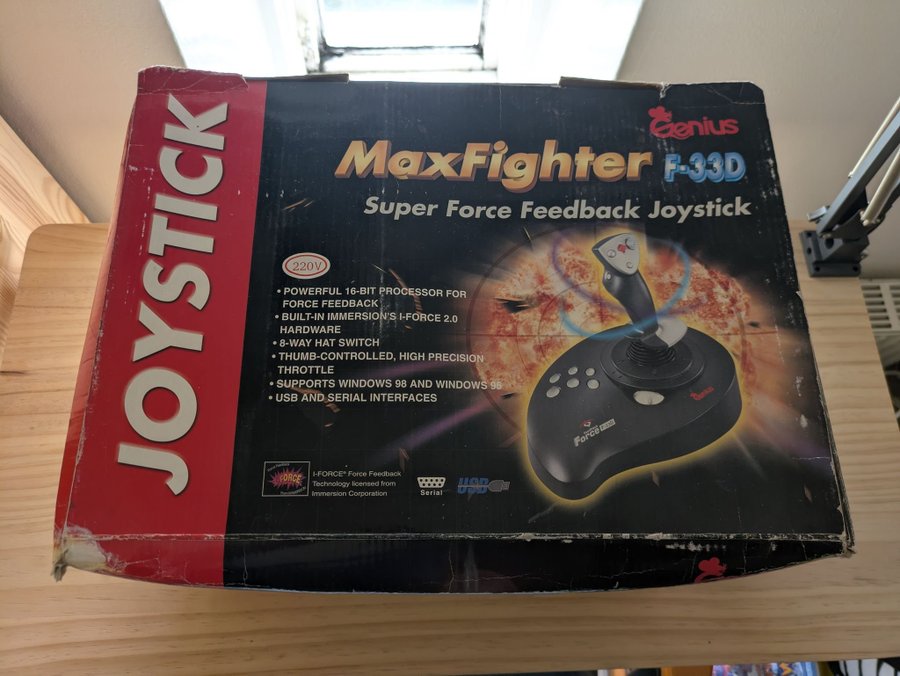 JOYSTICK
Genius
MaxFighter F-33D
Super Force Feedback Joystick
220V
• POWERFUL 16-BIT PROCESSOR FOR
FORCE FEEDBACK
• BUILT-IN IMMERSION'S I-FORCE 2.0
HARDWARE
• 8-WAY HAT SWITCH
• THUMB-CONTROLLED, HIGH PRECISION
THROTTLE
• SUPPORTS WINDOWS 98 AND WINDOWS 95
• USB AND SERIAL INTERFACES
Genius
Force
I-FORCE
I-FORCE® Force Feedback
Technology licensed from
Immersion Corporation
Serial
USB